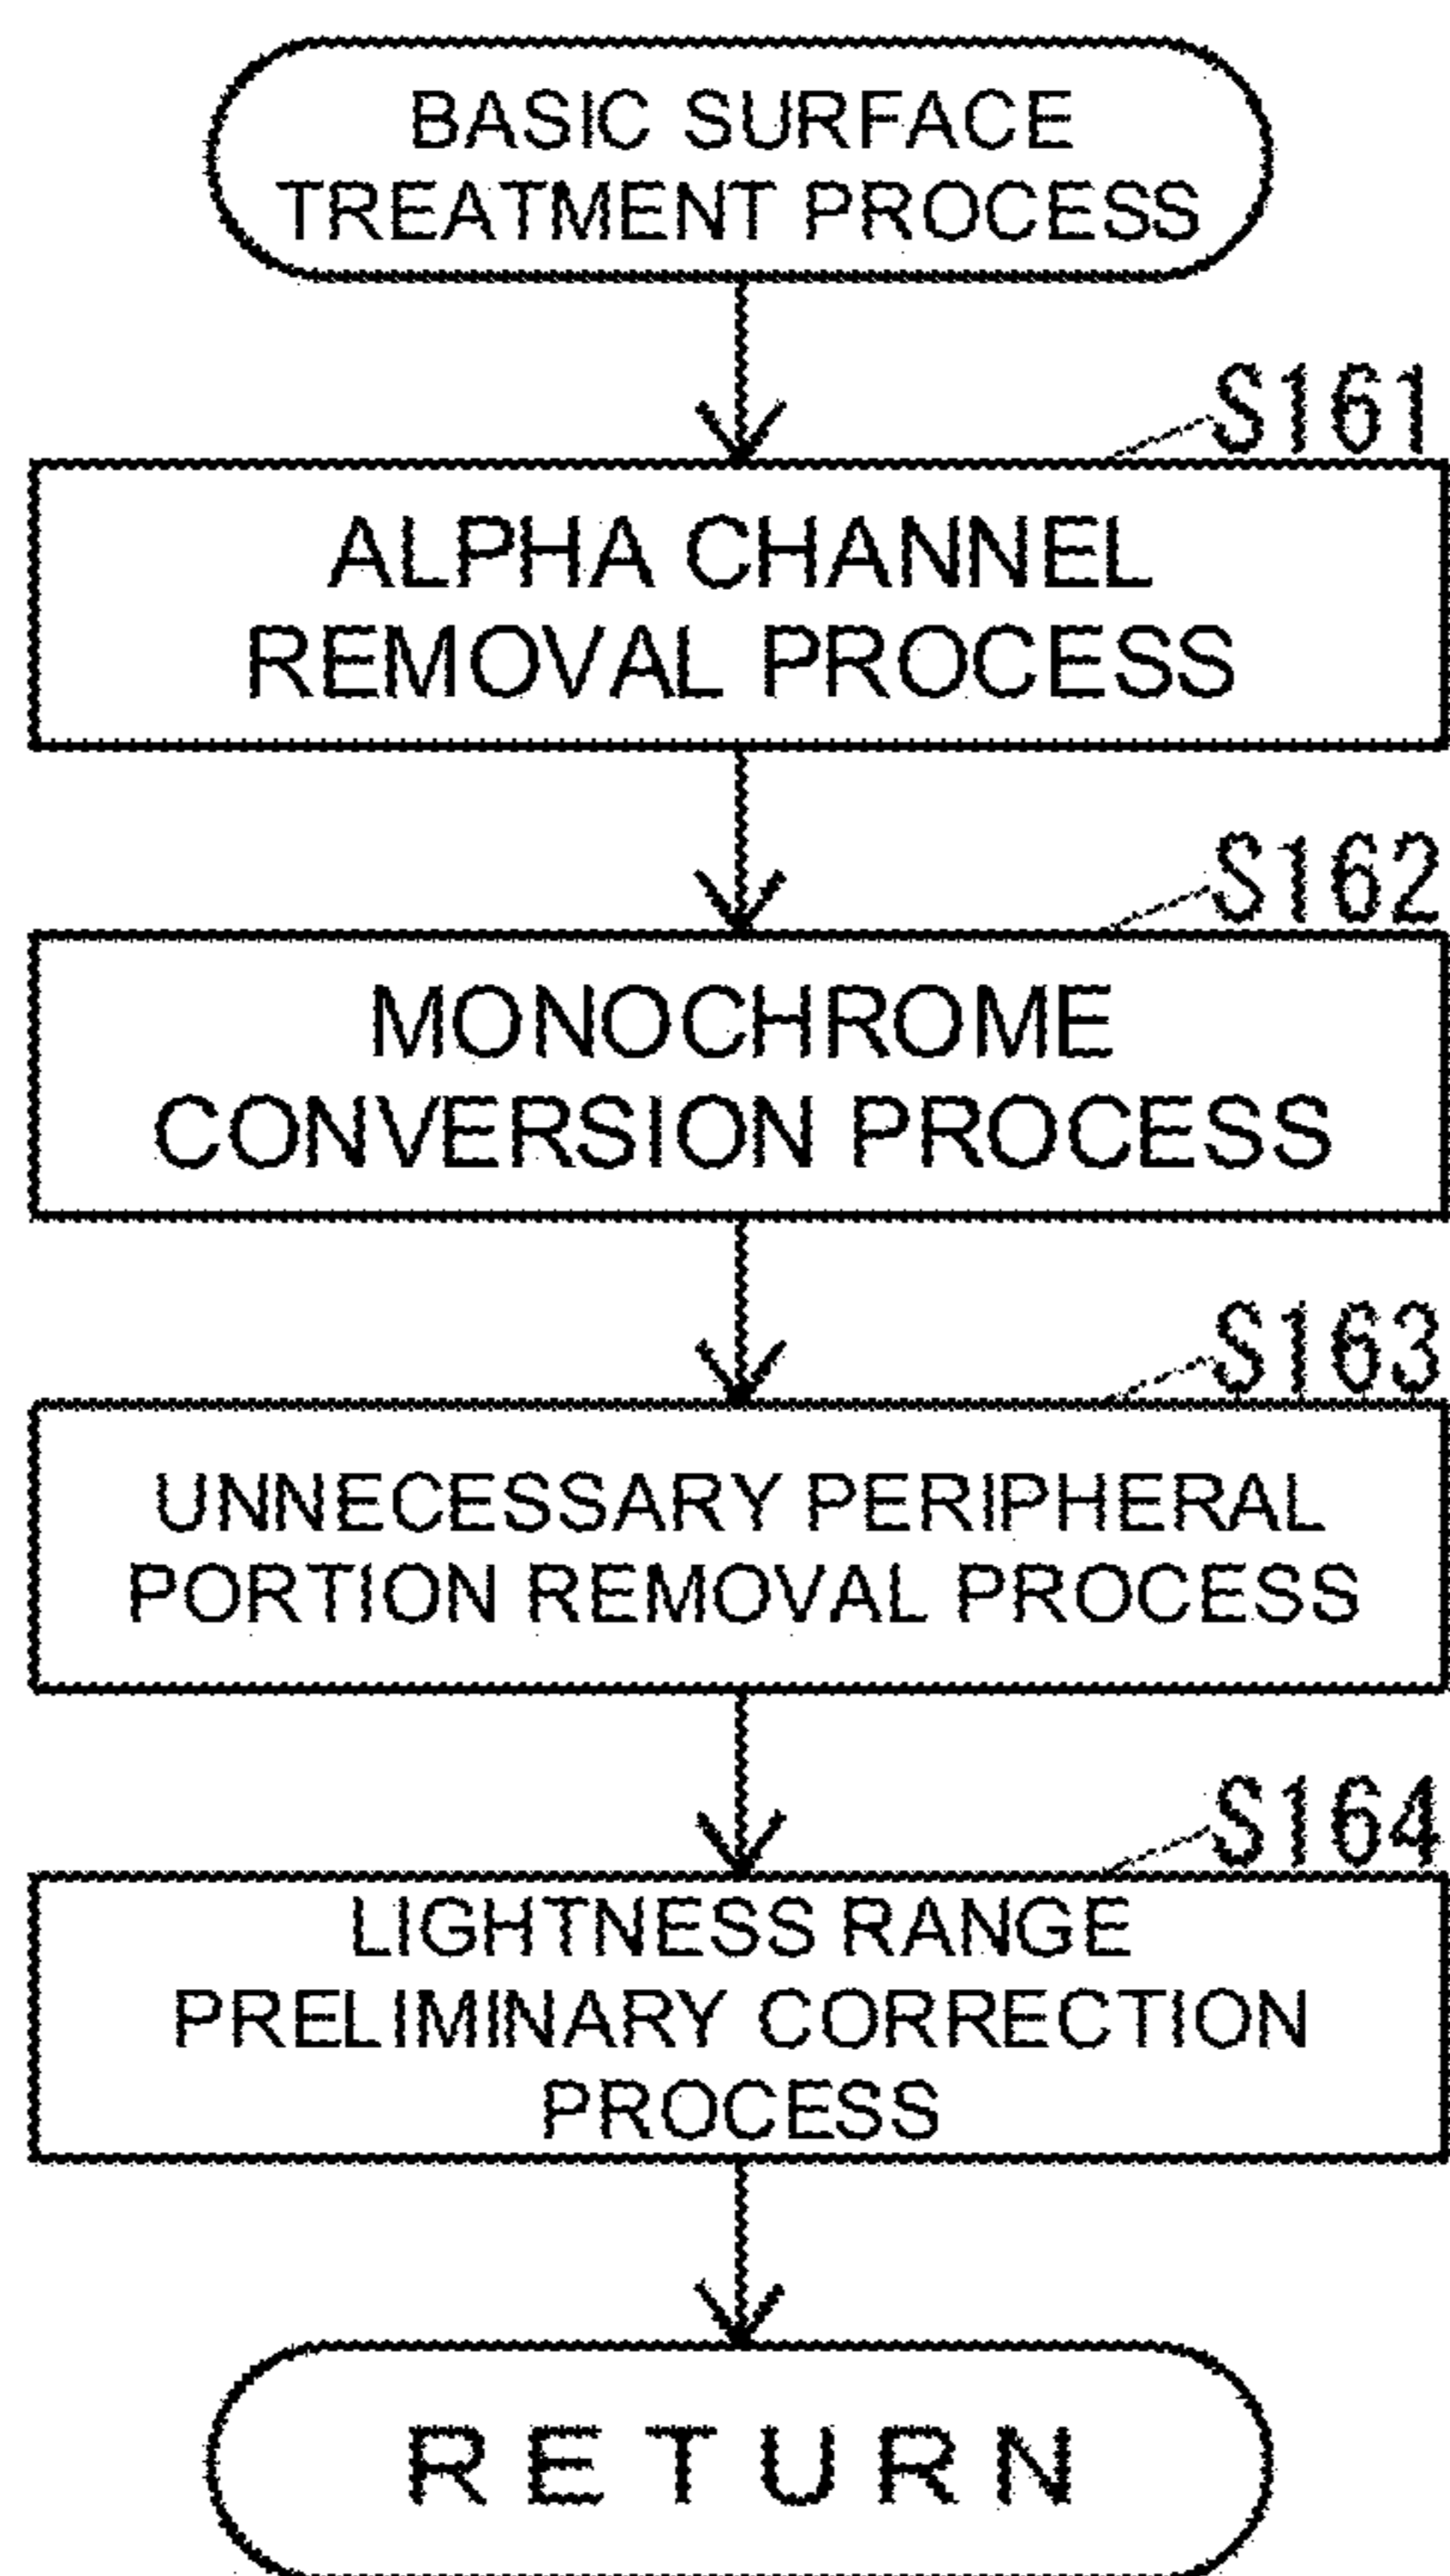 BASIC SURFACE
TREATMENT PROCESS
S161
ALPHA CHANNEL
REMOVAL PROCESS
S162
MONOCHROME
CONVERSION PROCESS
S163
UNNECESSARY PERIPHERAL
PORTION REMOVAL PROCESS
S164
LIGHTNESS RANGE
PRELIMINARY CORRECTION
PROCESS
RETURN